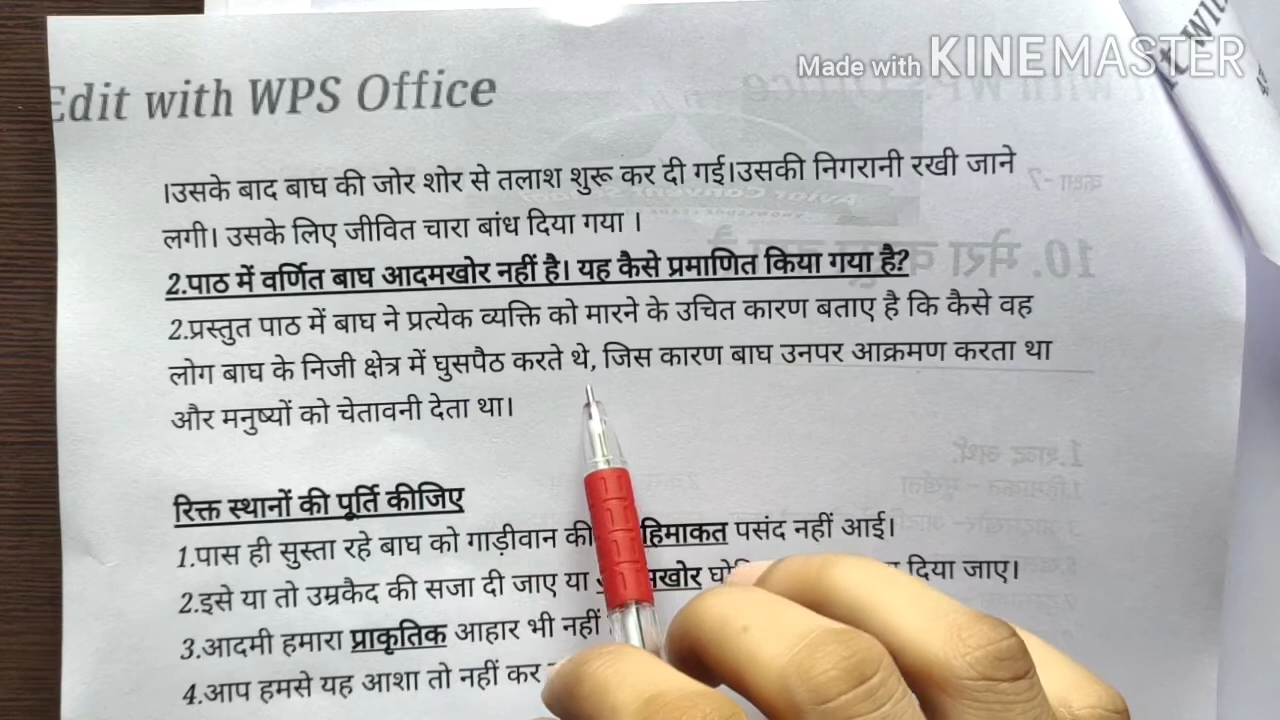 Made with KINEMASTER
Edit with WPS Office
।उसके बाद बाघ की जोर शोर से तलाश शुरू कर दी गई।उसकी निगरानी रखी जाने
लगी। उसके लिए जीवित चारा बांध दिया गया ।
2.पाठ में वर्णित बाघ आदमखोर नहीं है। यह कैसे प्रमाणित किया गया है?
2.प्रस्तुत पाठ में बाघ ने प्रत्येक व्यक्ति को मारने के उचित कारण बताए है कि कैसे वह
लोग बाघ के निजी क्षेत्र में घुसपैठ करते थे, जिस कारण बाघ उनपर आक्रमण करता था
और मनुष्यों को चेतावनी देता था।
रिक्त स्थानों की पूर्ति कीजिए
1.पास ही सुस्ता रहे बाघ को गाड़ीवान की हिमाकत पसंद नहीं आई।
2.इसे या तो उम्रकैद की सजा दी जाए या दिया जाए।
3.आदमी हमारा प्राकृतिक आहार भी नहीं
4.आप हमसे यह आशा तो नहीं कर